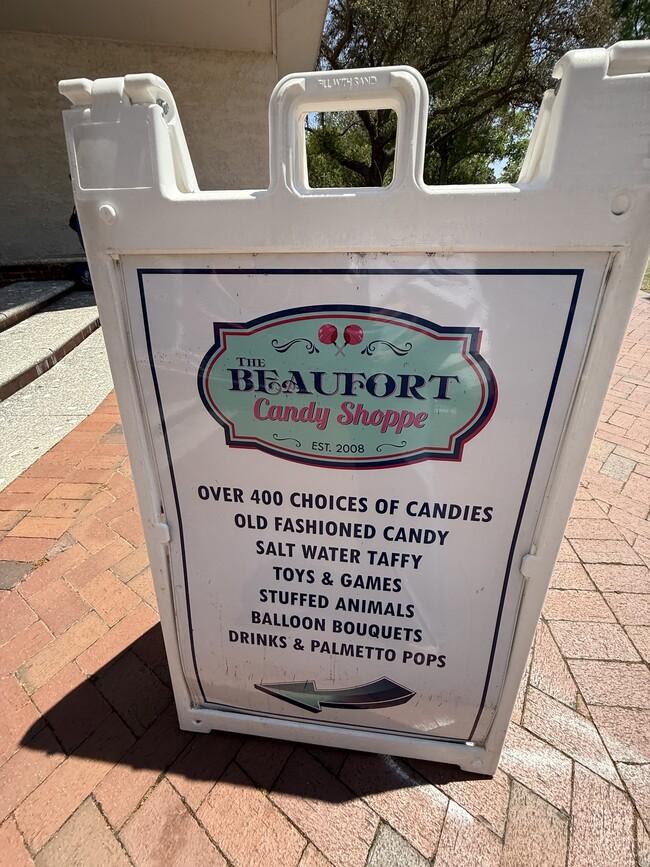 FILL WITH SAND
THE
BEAUFORT
Candy Shoppe
EST. 2008
OVER 400 CHOICES OF CANDIES
OLD FASHIONED CANDY
SALT WATER TAFFY
TOYS & GAMES
STUFFED ANIMALS
BALLOON BOUQUETS
DRINKS & PALMETTO POPS